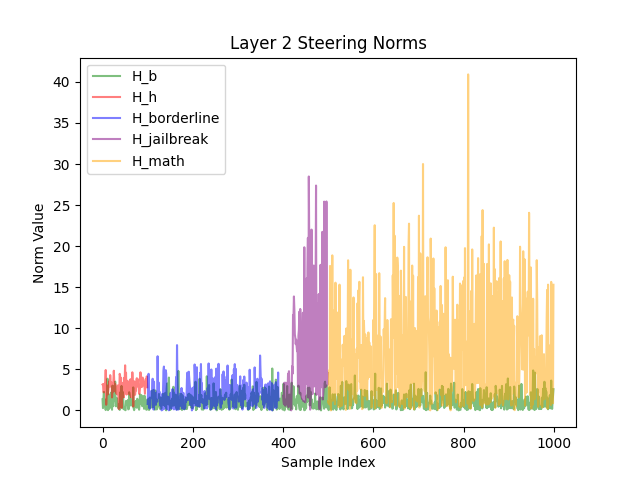 Layer 2 Steering Norms
H_b
H_h
H_borderline
H_jailbreak
H_math
40
35
30
25
20
15
10
5
0
Norm Value
0 200 400 600 800 1000
Sample Index